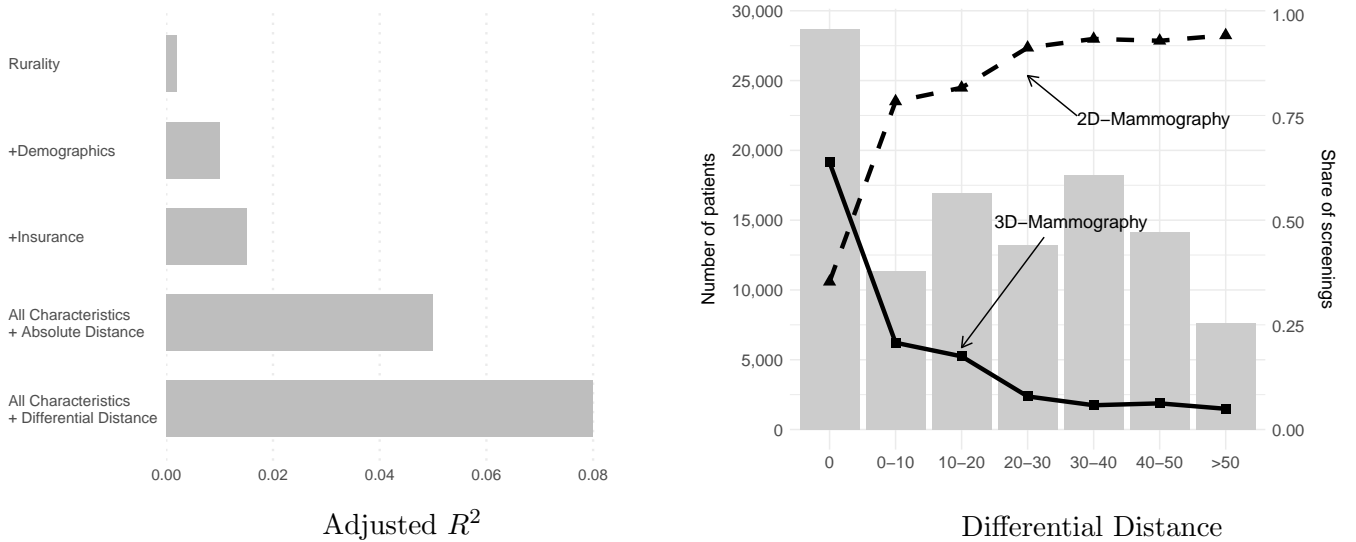 Rurality
+Demographics
+Insurance
All Characteristics
+ Absolute Distance
All Characteristics
+ Differential Distance
0.00 0.02 0.04 0.06 0.08
Adjusted R²
Number of patients
30,000
25,000
20,000
15,000
10,000
5,000
0
2D−Mammography
3D−Mammography
1.00
0.75
0.50
0.25
0.00
Share of screenings
0 0−10 10−20 20−30 30−40 40−50 >50
Differential Distance